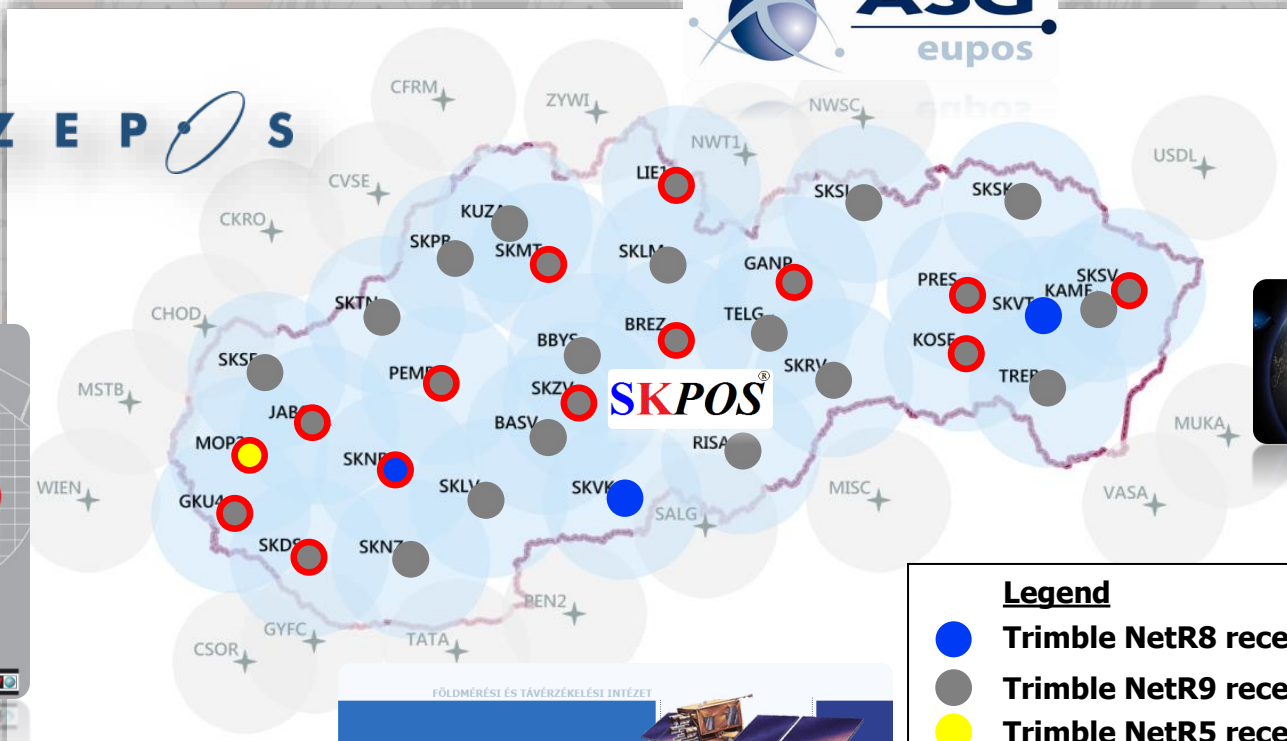 ASG
eupos
CFRM
ZYWI
NWSC
Z E P O S
NWT1
USDL
LIE1
CVSE
SKSL
SKSK
KUZA
CKRO
SKPB
SKMT
SKLM
GANP
PRES
SKSV
KAME
SKVT
SKTN
CHOD
TELG
BREZ
BBYS
KOSE
SKSE
PEMB
SKRV
TREB
MSTB
SKZV
SKPOS®
JABO
BASV
MUKA
MOP2
RISA
SKNR
WIEN
SKLV
SKVK
MISC
VASA
GKU4
SALG
SKDS
SKNZ
PEN2
Legend
GYFC
TATA
CSOR
Trimble NetR8 rece
Trimble NetR9 rece
Trimble NetR5 rece
FÖLDMÉRÉSI ÉS TÁVÉRZÉKELÉSI INTÉZET